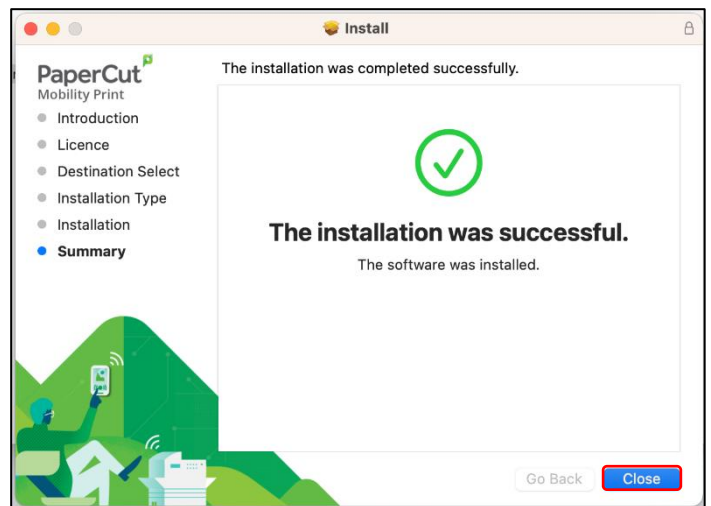 Install
PaperCut
Mobility Print
Introduction
Licence
Destination Select
Installation Type
Installation
Summary
The installation was completed successfully.
The installation was successful.
The software was installed.
Go Back
Close